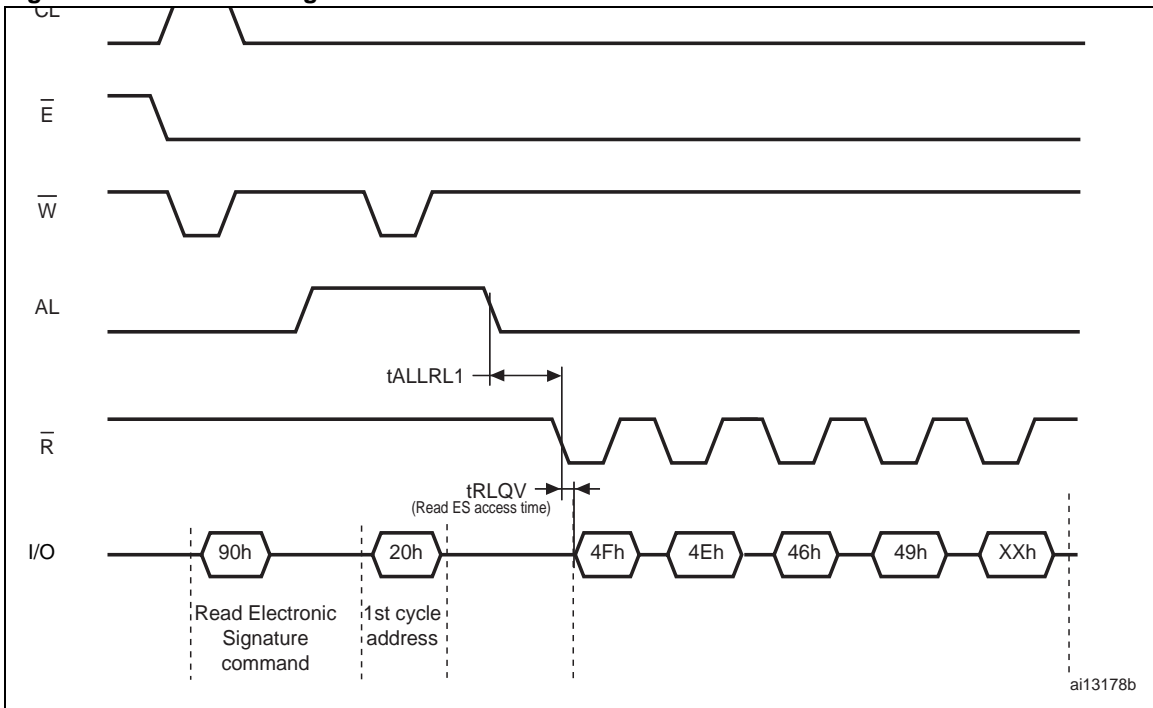 CL
E
W
AL
tALLRL1
R
tRLQV
(Read ES access time)
I/O
90h
20h
4Fh
4Eh
46h
49h
XXh
Read Electronic
Signature
command
1st cycle
address
ai13178b